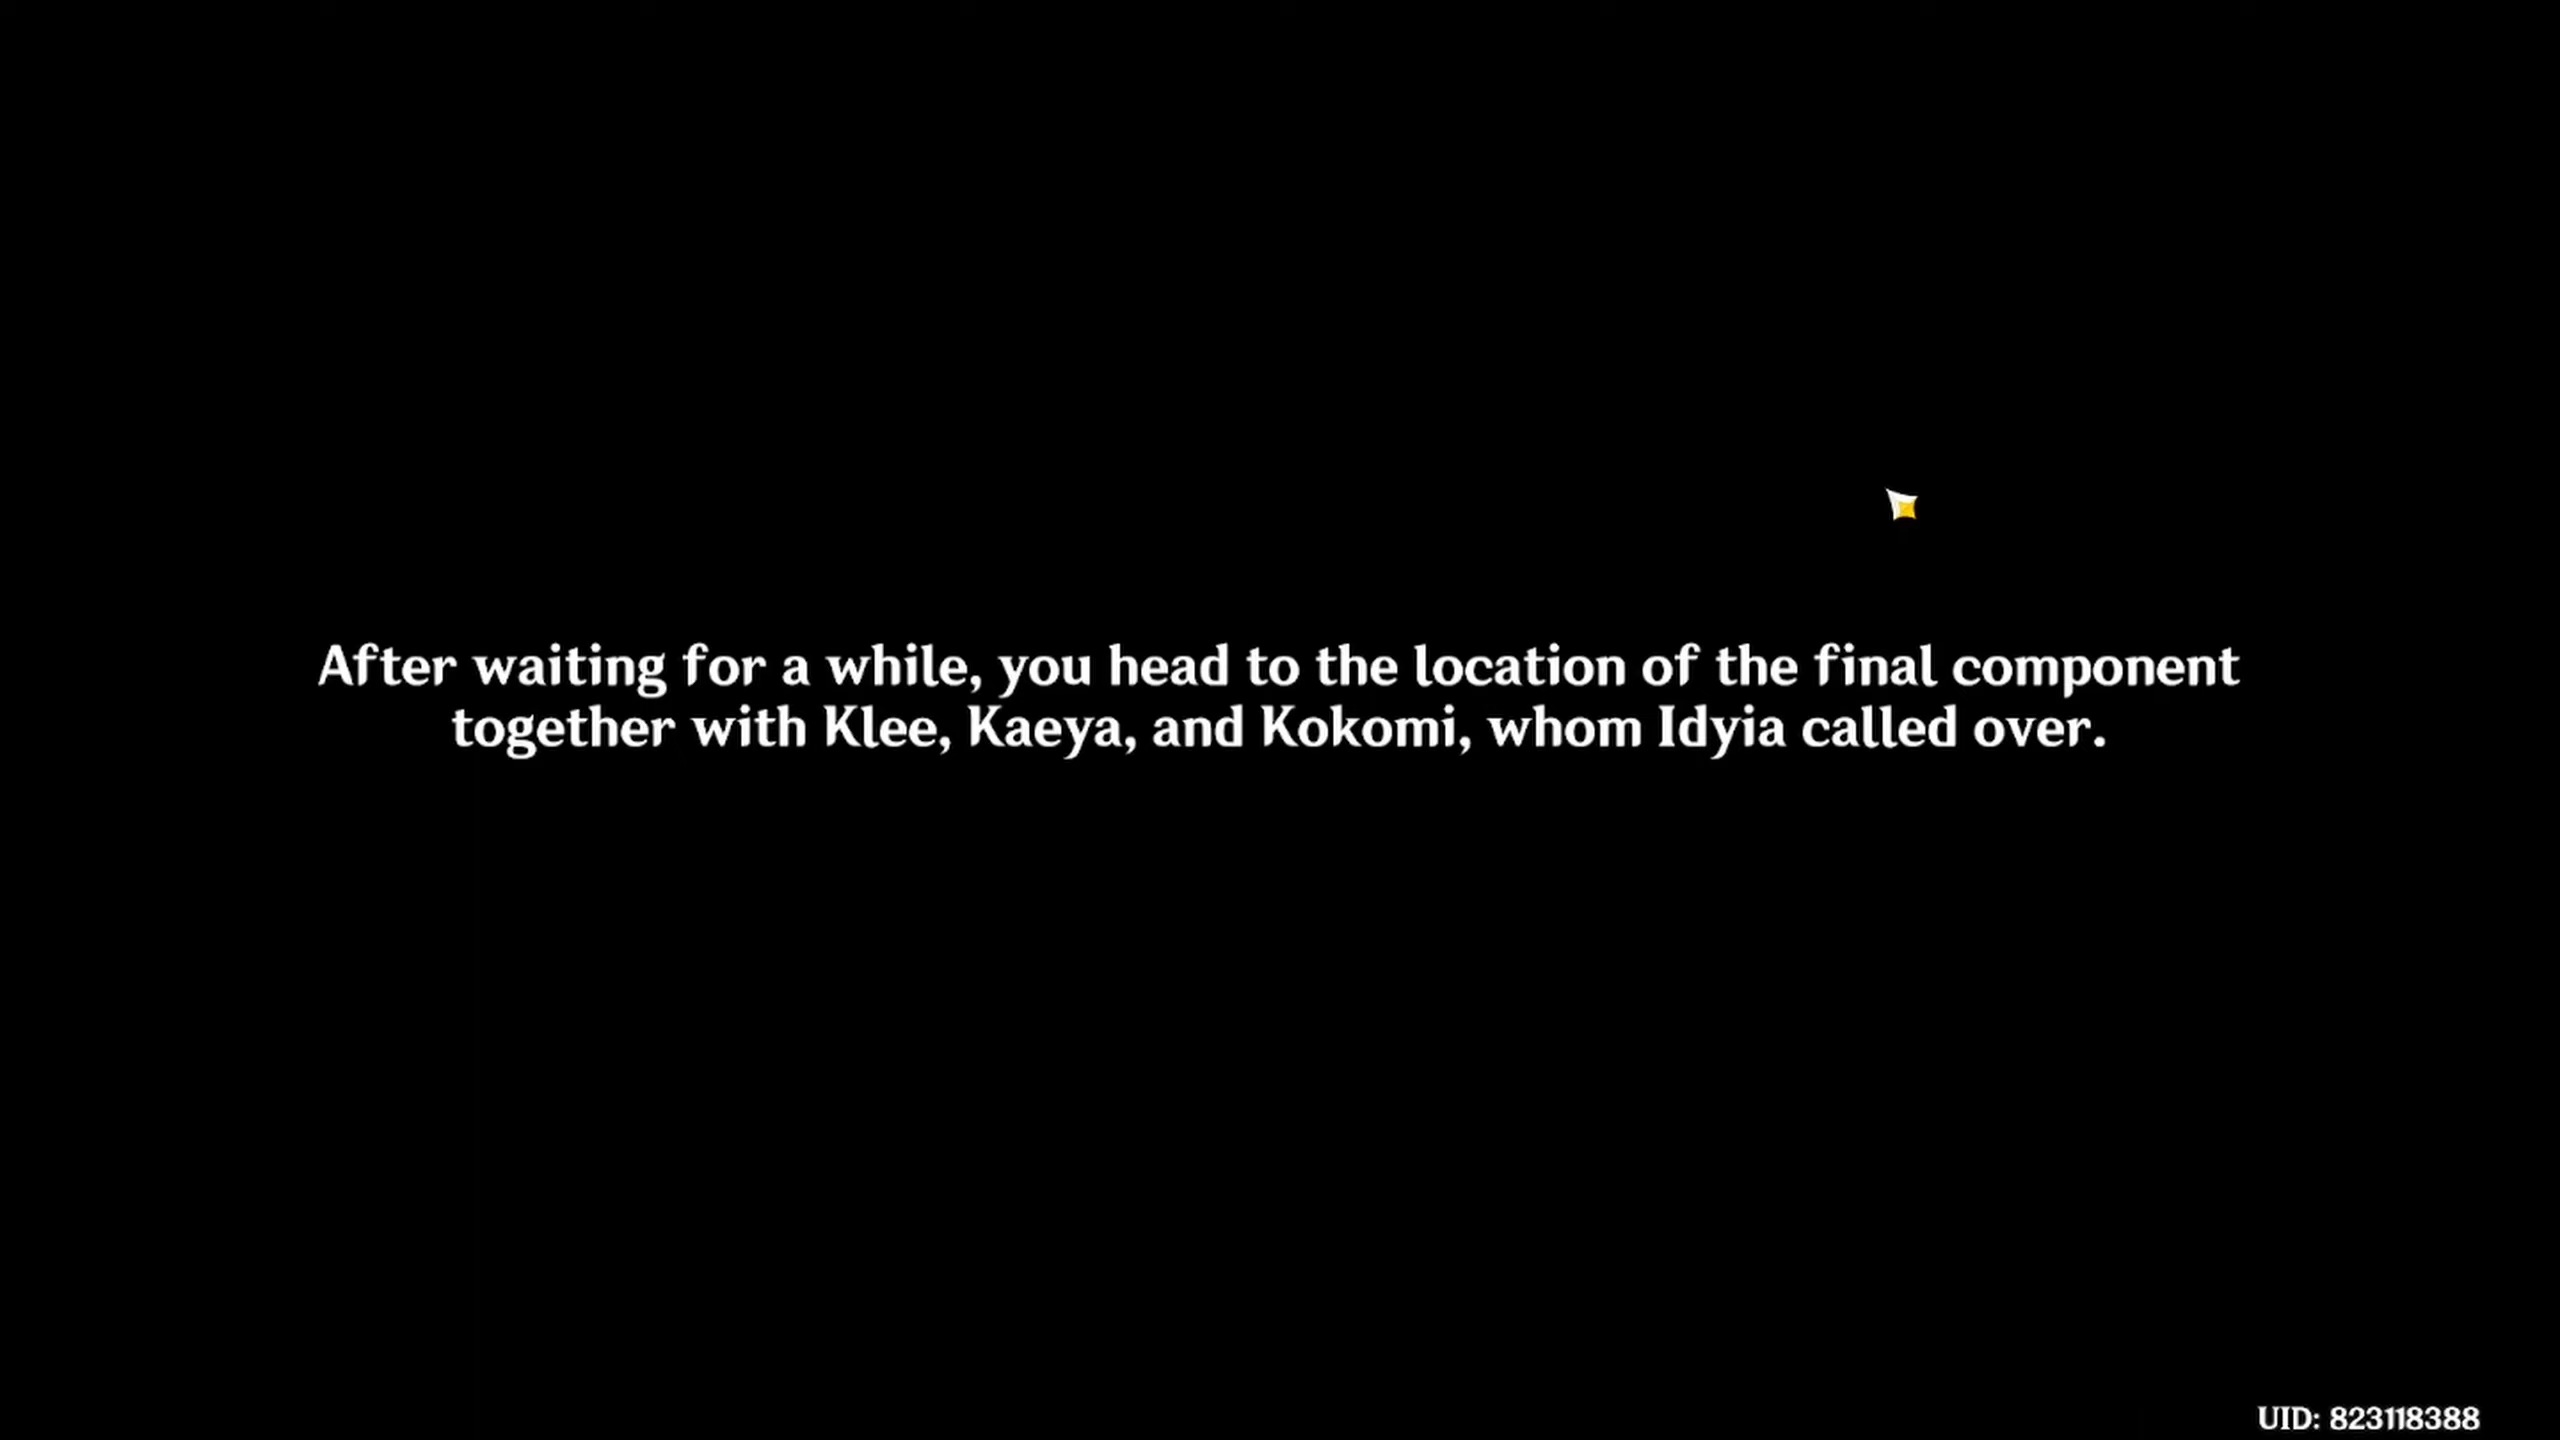 After waiting for a while, you head to the location of the final component
together with Klee, Kaeya, and Kokomi, whom Idyia called over.
UID: 823118388